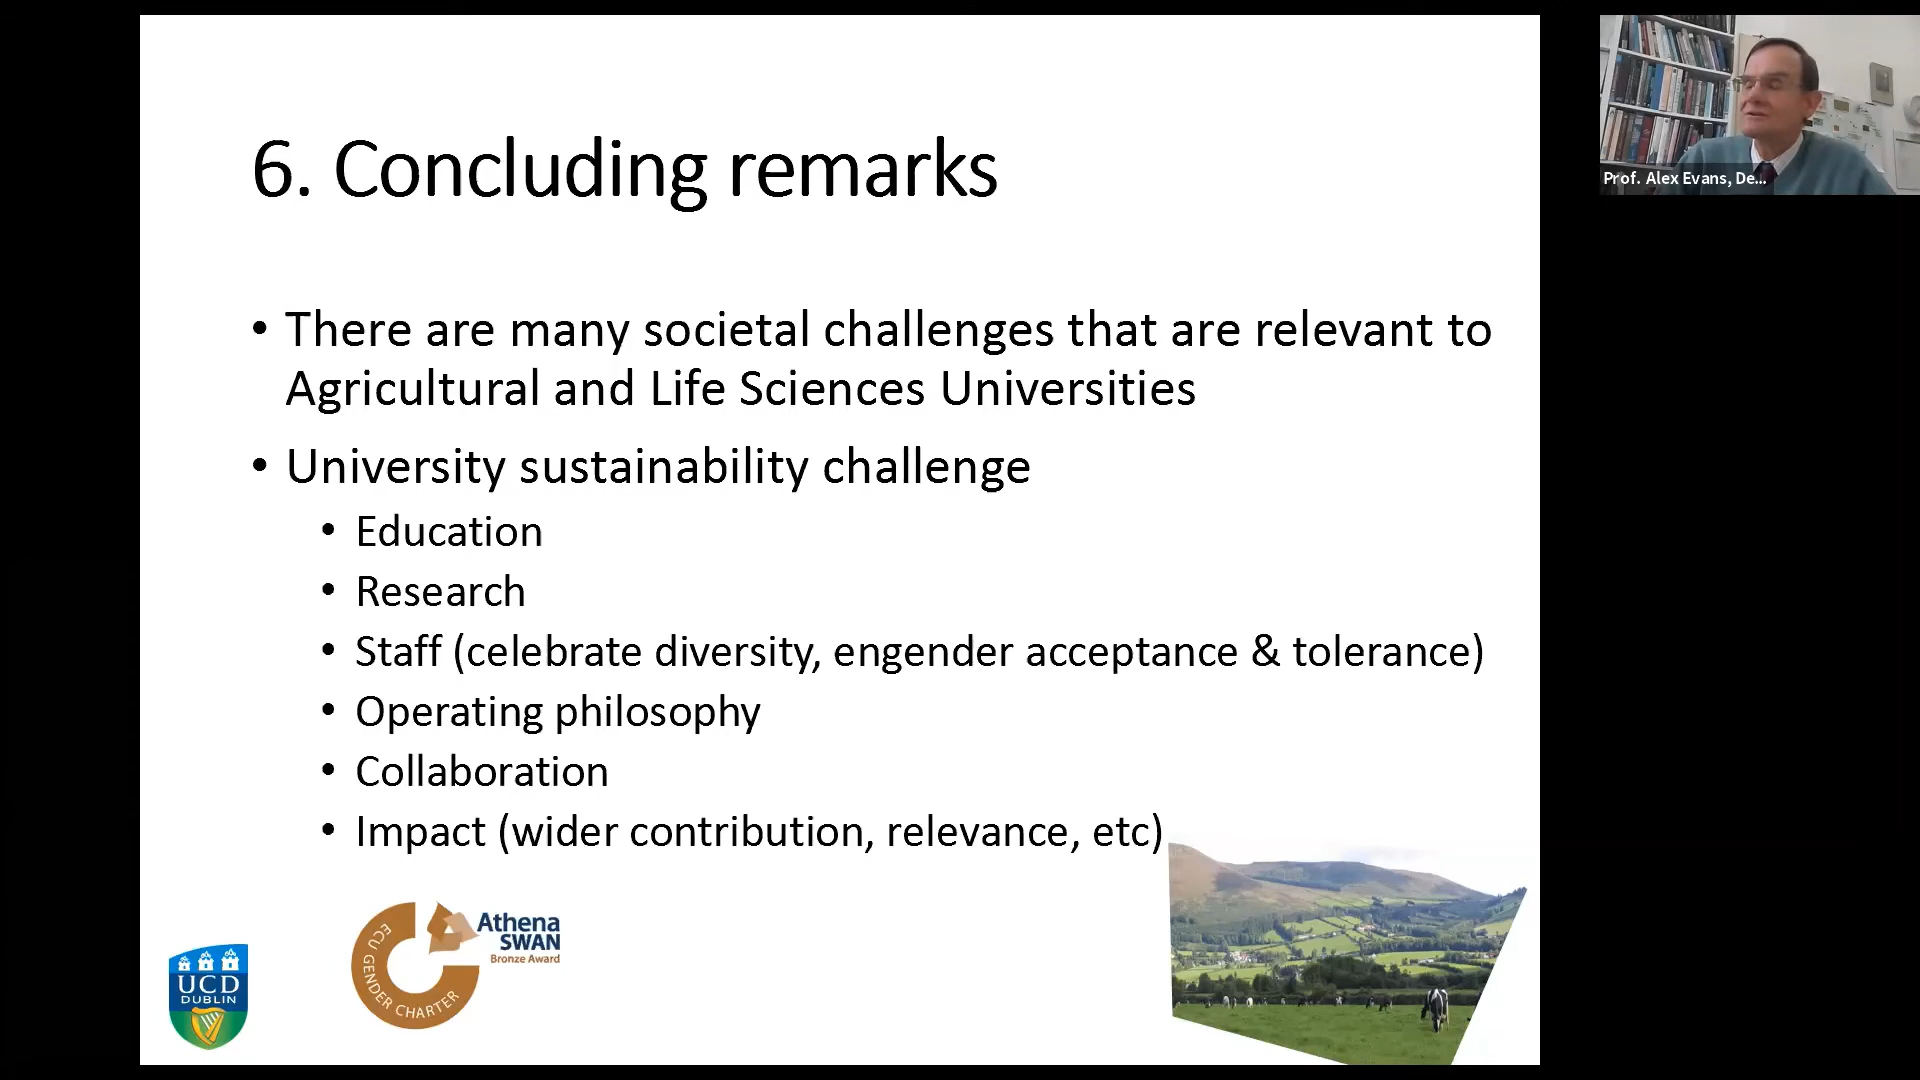 6. Concluding remarks
• There are many societal challenges that are relevant to
Agricultural and Life Sciences Universities
• University sustainability challenge
• Education
• Research
• Staff (celebrate diversity, engender acceptance & tolerance)
• Operating philosophy
• Collaboration
• Impact (wider contribution, relevance, etc)
UCD
DUBLIN
ECU GENDER CHARTER
Athena
SWAN
Bronze Award
Prof. Alex Evans, De...